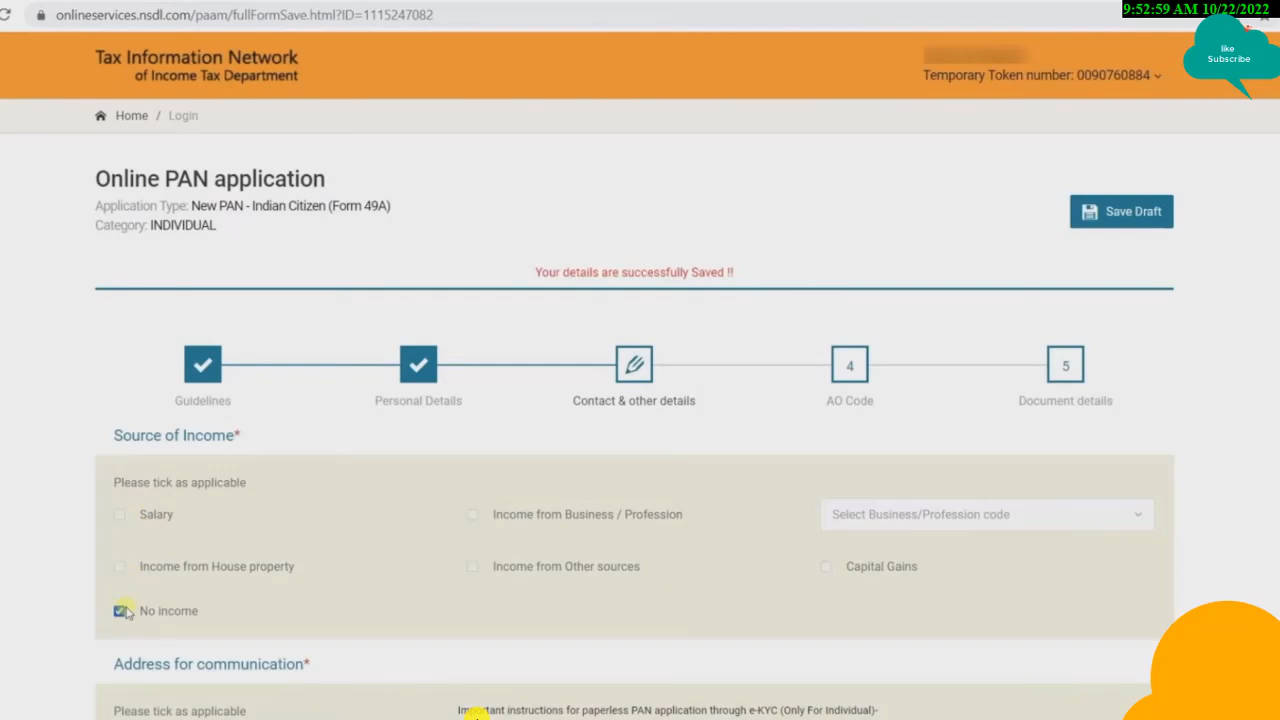 9:52:59 AM 10/22/2022
onlineservices.nsdl.com/paam/fullFormSave.html?ID=1115247082
like
Subscribe
Tax Information Network
of Income Tax Department
Temporary Token number: 0090760884
Home / Login
Online PAN application
Application Type: New PAN - Indian Citizen (Form 49A)
Category: INDIVIDUAL
Save Draft
Your details are successfully Saved !!
4
5
Guidelines
Personal Details
Contact & other details
AO Code
Document details
Source of Income*
Please tick as applicable
Salary
Income from Business / Profession
Select Business/Profession code
Income from House property
Income from Other sources
Capital Gains
No income
Address for communication*
Please tick as applicable
Important instructions for paperless PAN application through e-KYC (Only For Individual)-